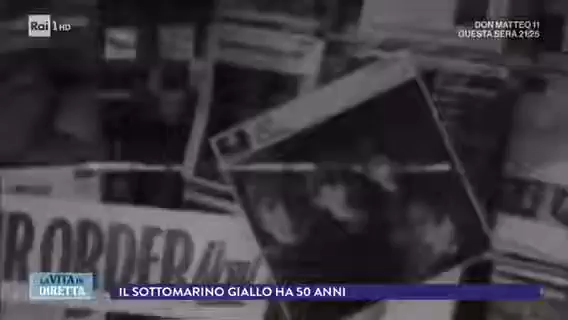 Rai 1 HD
DON MATTEO 11
QUESTA SERA 21:25
R ORDER
LA VITA IN
DIRETTA
IL SOTTOMARINO GIALLO HA 50 ANNI